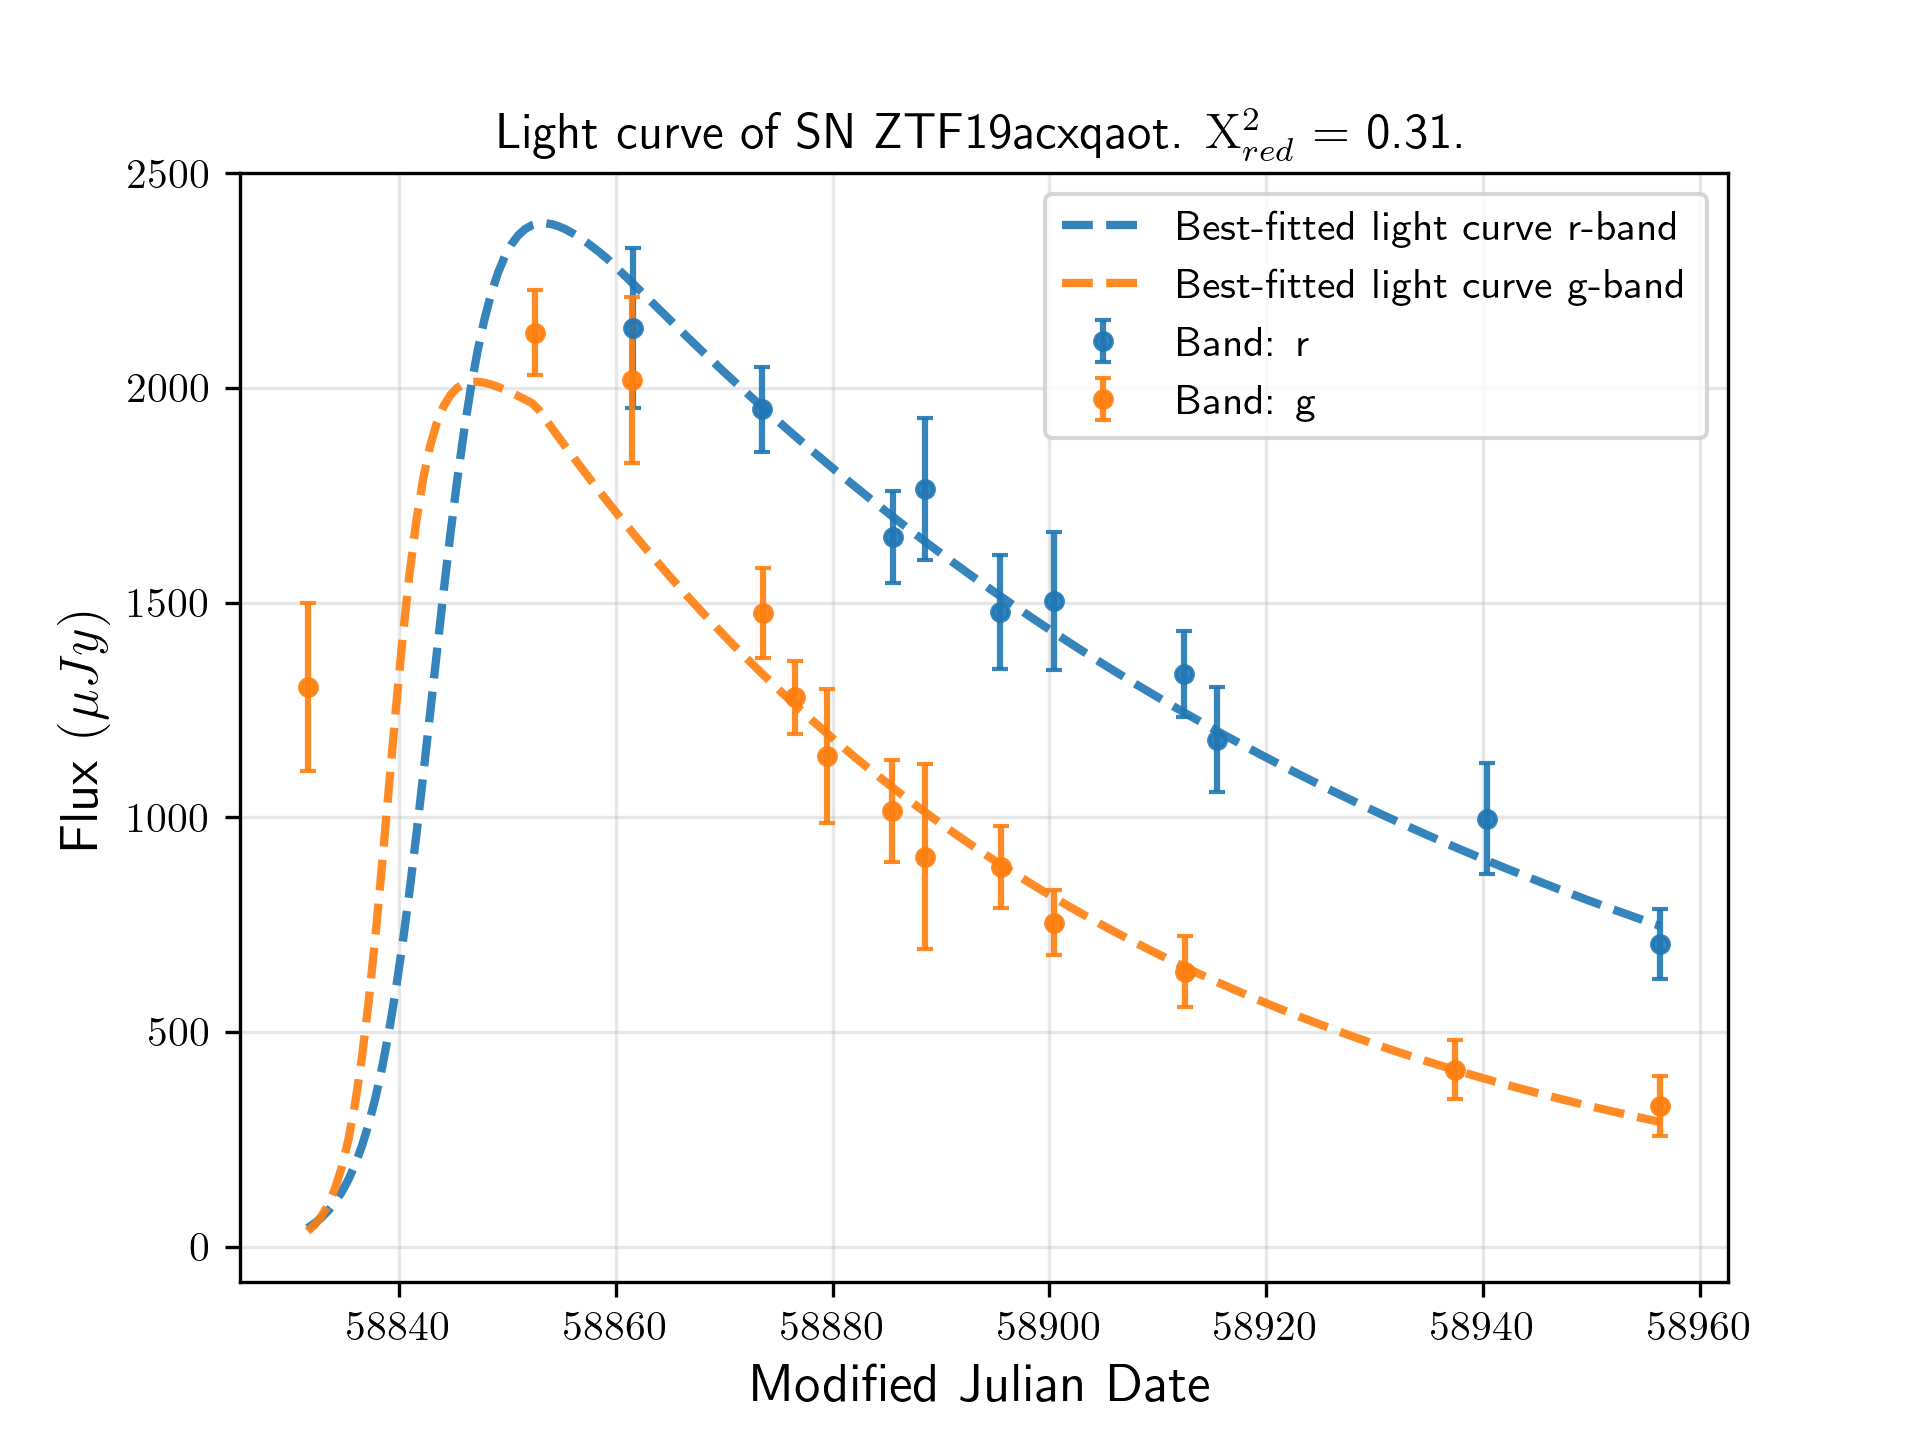 Light curve of SN ZTF19acxqaot. X²red = 0.31.
2500
2000
1500
1000
500
0
Flux (μJy)
58840 58860 58880 58900 58920 58940 58960
Modified Julian Date
Best-fitted light curve r-band
Best-fitted light curve g-band
Band: r
Band: g